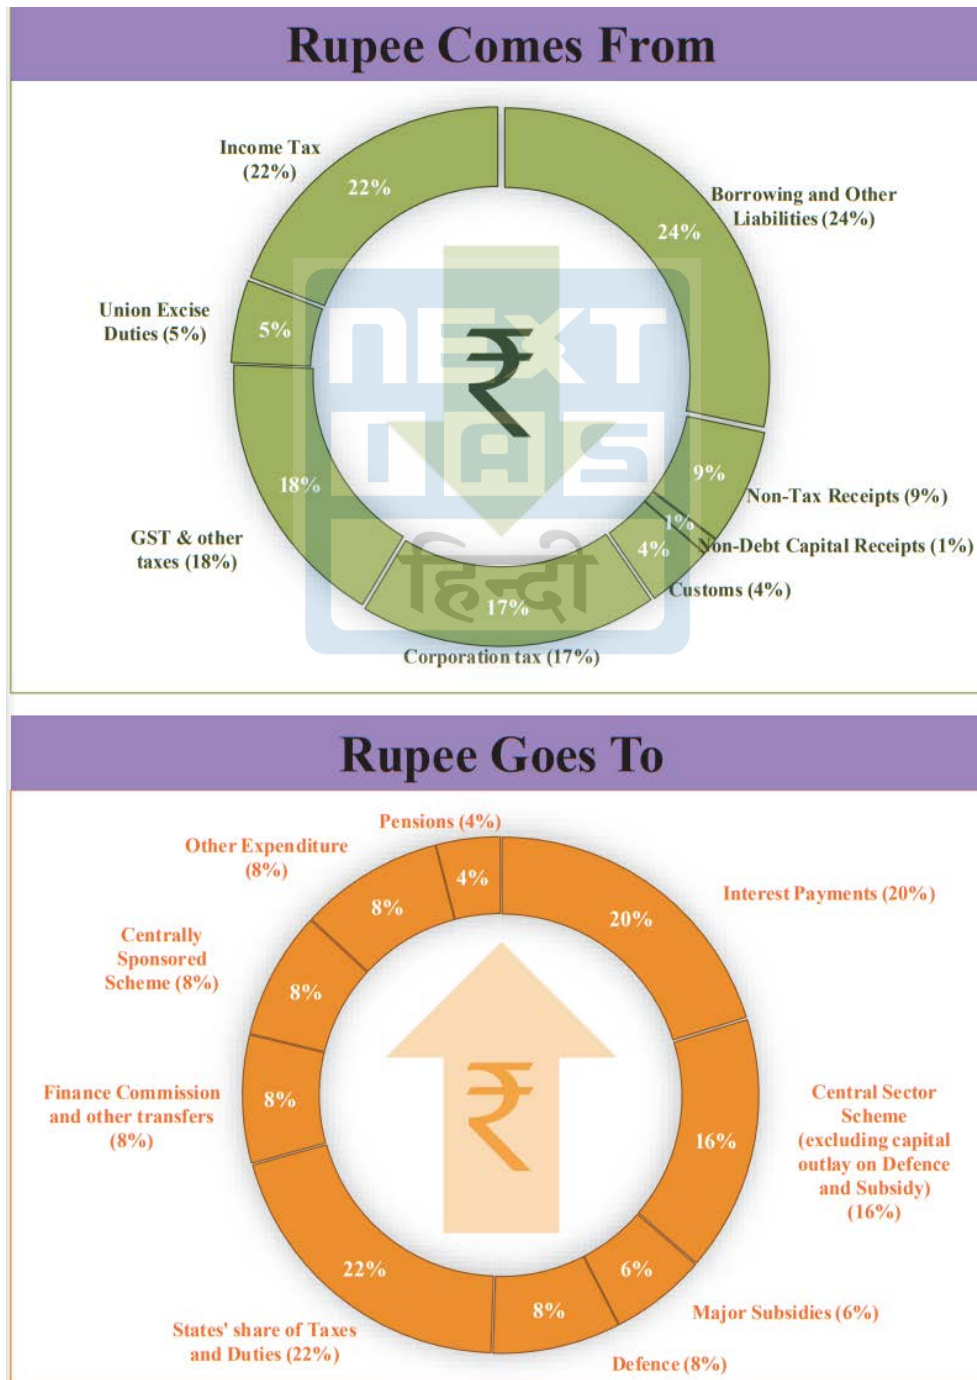 Rupee Comes From
Income Tax
(22%)
22%
Borrowing and Other
Liabilities (24%)
24%
Union Excise
Duties (5%)
5%
₹
NEXT
IAS
हिन्दी
9%
Non-Tax Receipts (9%)
18%
1%
GST & other
taxes (18%)
4%
Non-Debt Capital Receipts (1%)
Customs (4%)
17%
Corporation tax (17%)
Rupee Goes To
Pensions (4%)
Other Expenditure
(8%)
4%
Interest Payments (20%)
8%
20%
Centrally
Sponsored
Scheme (8%)
8%
Finance Commission
and other transfers
(8%)
8%
₹
Central Sector
Scheme
(excluding capital
outlay on Defence
and Subsidy)
(16%)
16%
22%
6%
8%
States' share of Taxes
and Duties (22%)
Major Subsidies (6%)
Defence (8%)